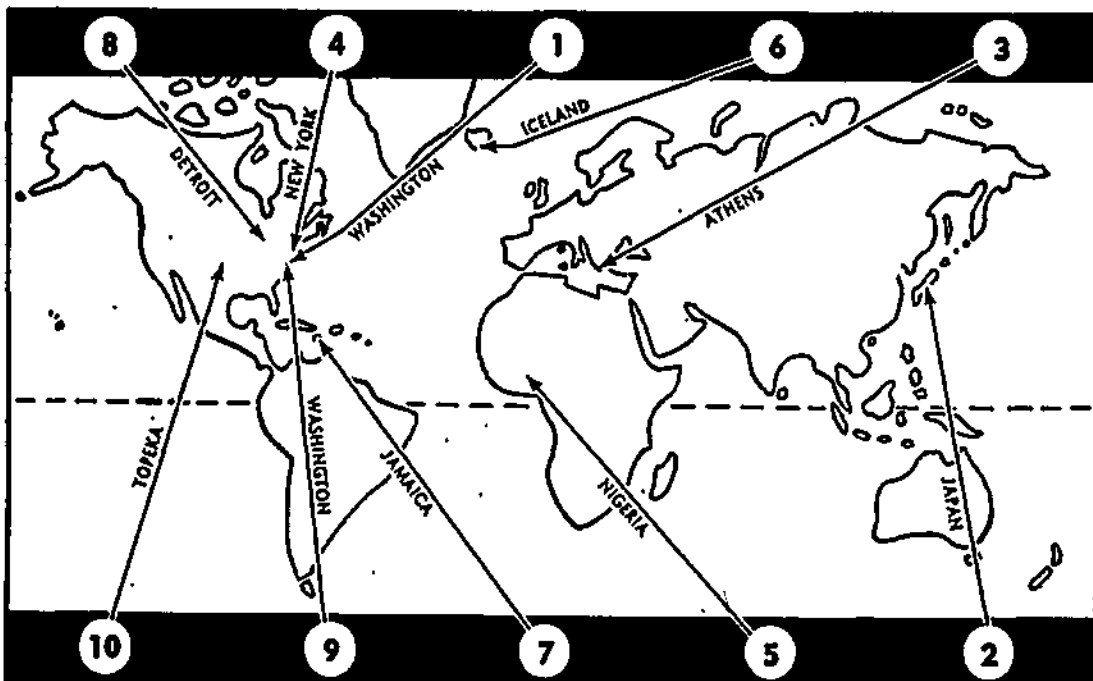 8
4
1
6
3
DETROIT
NEW YORK
WASHINGTON
ICELAND
ATHENS
TOPEKA
WASHINGTON
JAMAICA
NIGERIA
JAPAN
10
9
7
5
2